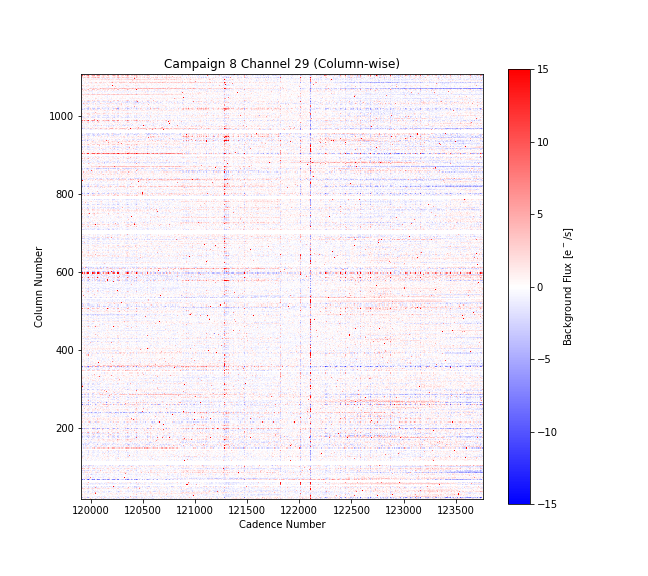 Campaign 8 Channel 29 (Column-wise)
1000
800
600
400
200
Column Number
120000 120500 121000 121500 122000 122500 123000 123500
Cadence Number
15
10
5
0
−5
−10
−15
Background Flux [e⁻/s]